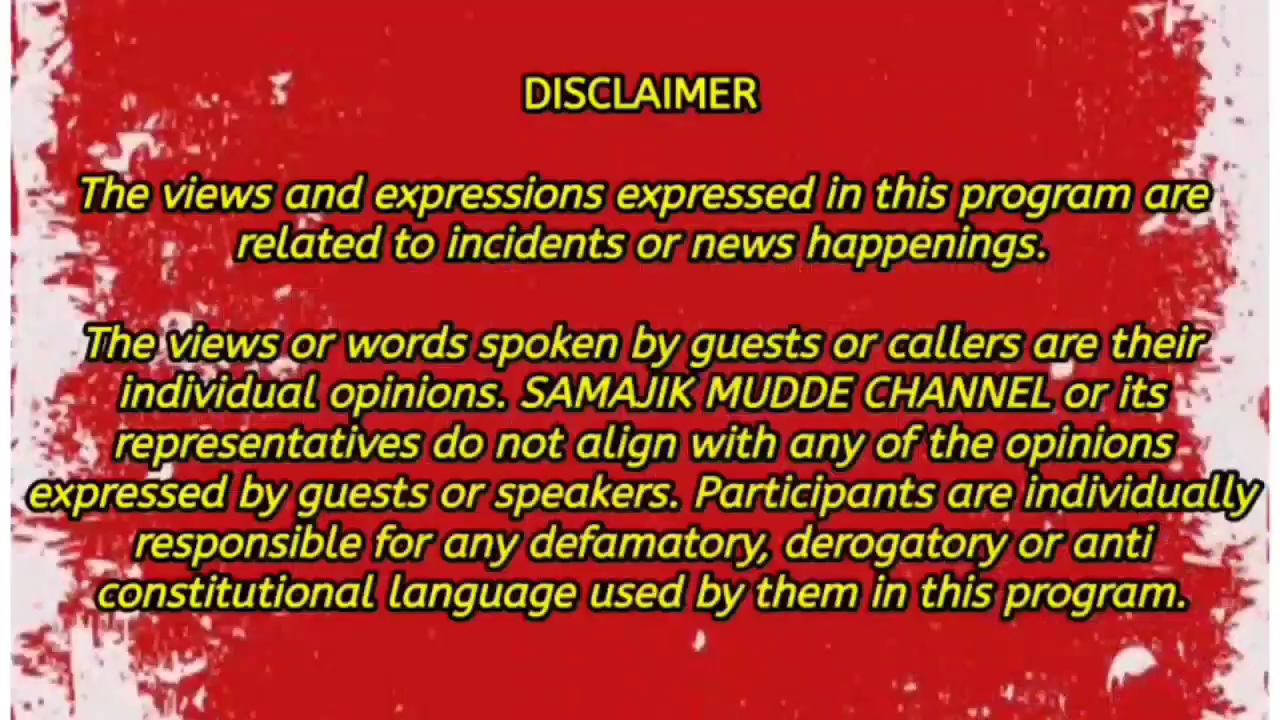 DISCLAIMER
The views and expressions expressed in this program are
related to incidents or news happenings.
The views or words spoken by guests or callers are their
individual opinions. SAMAJIK MUDDE CHANNEL or its
representatives do not align with any of the opinions
expressed by guests or speakers. Participants are individually
responsible for any defamatory, derogatory or anti
constitutional language used by them in this program.